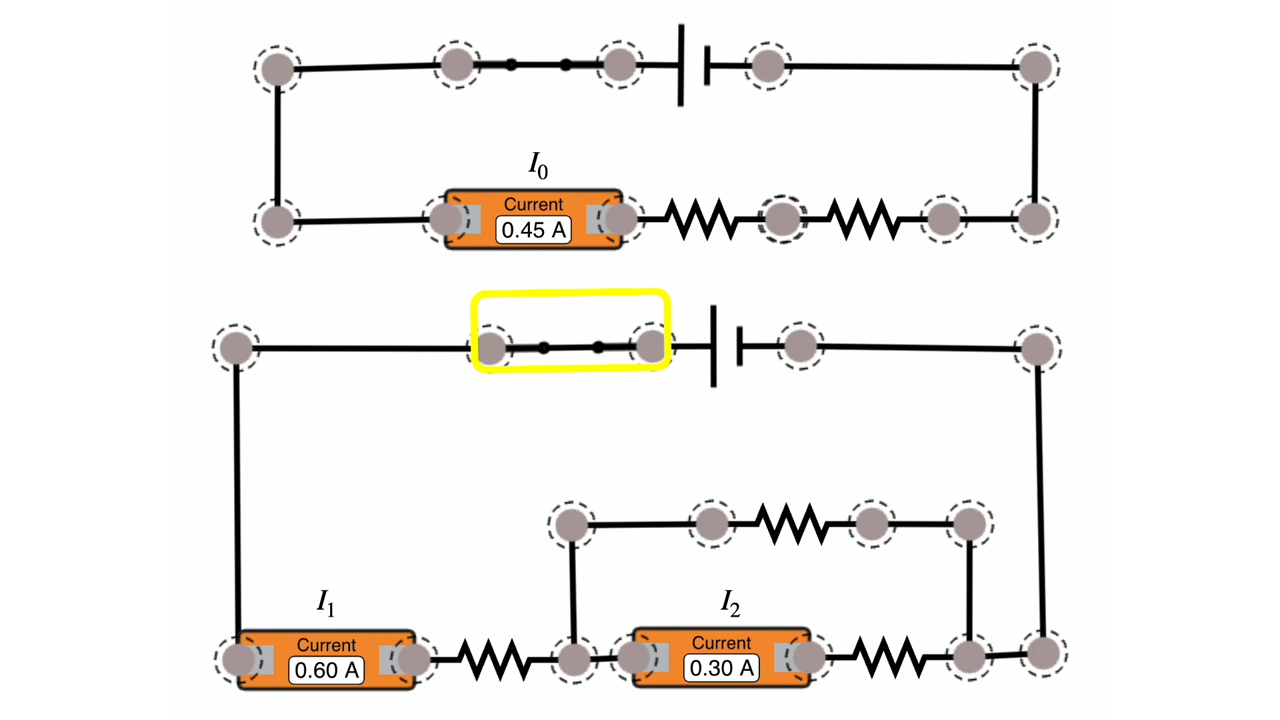 I₀
Current
0.45 A
I₁
I₂
Current
0.60 A
Current
0.30 A